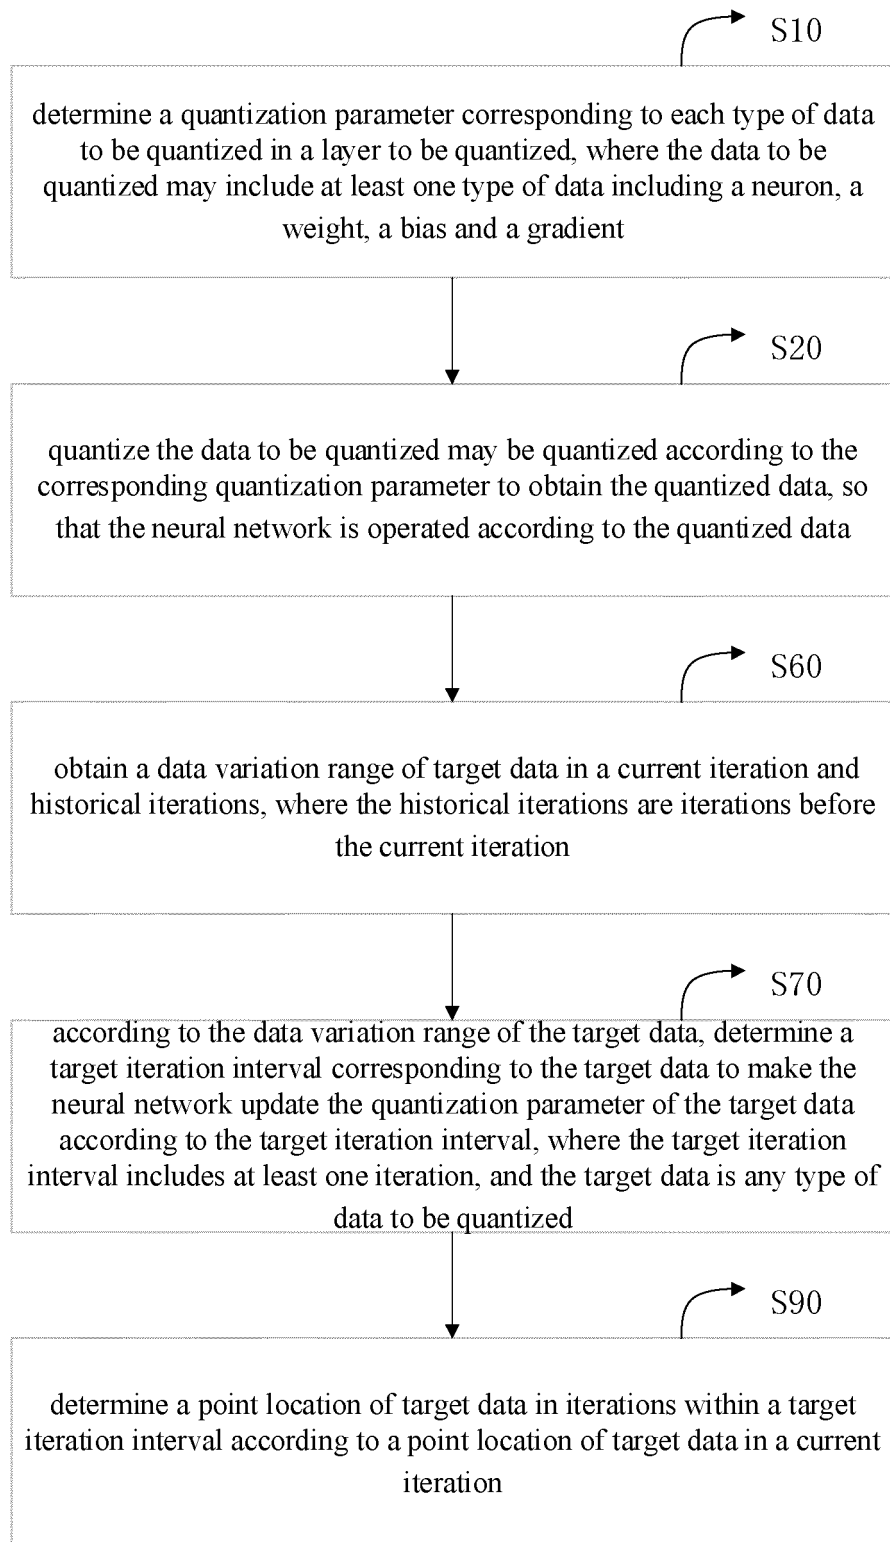 S10
determine a quantization parameter corresponding to each type of data
to be quantized in a layer to be quantized, where the data to be
quantized may include at least one type of data including a neuron, a
weight, a bias and a gradient
S20
quantize the data to be quantized may be quantized according to the
corresponding quantization parameter to obtain the quantized data, so
that the neural network is operated according to the quantized data
S60
obtain a data variation range of target data in a current iteration and
historical iterations, where the historical iterations are iterations before
the current iteration
S70
according to the data variation range of the target data, determine a
target iteration interval corresponding to the target data to make the
neural network update the quantization parameter of the target data
according to the target iteration interval, where the target iteration
interval includes at least one iteration, and the target data is any type of
data to be quantized
S90
determine a point location of target data in iterations within a target
iteration interval according to a point location of target data in a current
iteration